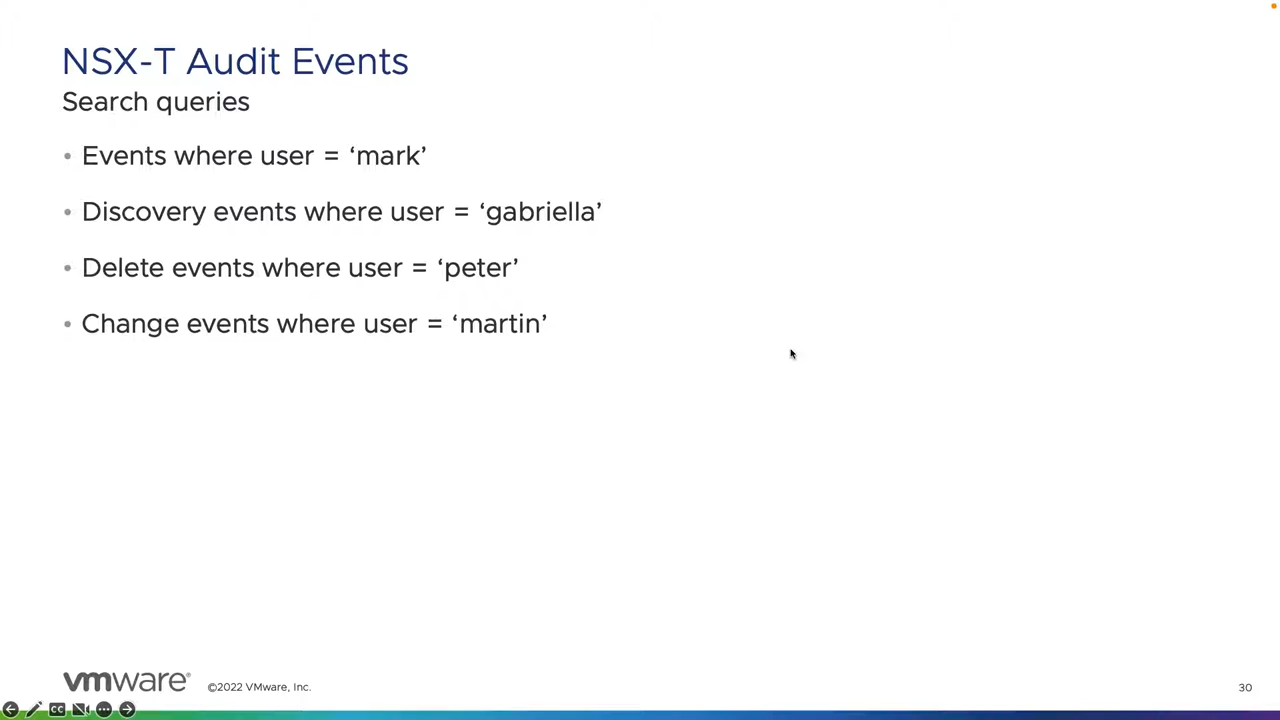 NSX-T Audit Events
Search queries
• Events where user = ‘mark’
• Discovery events where user = ‘gabriella’
• Delete events where user = ‘peter’
• Change events where user = ‘martin’
vmware®
©2022 VMware, Inc.
30
CC